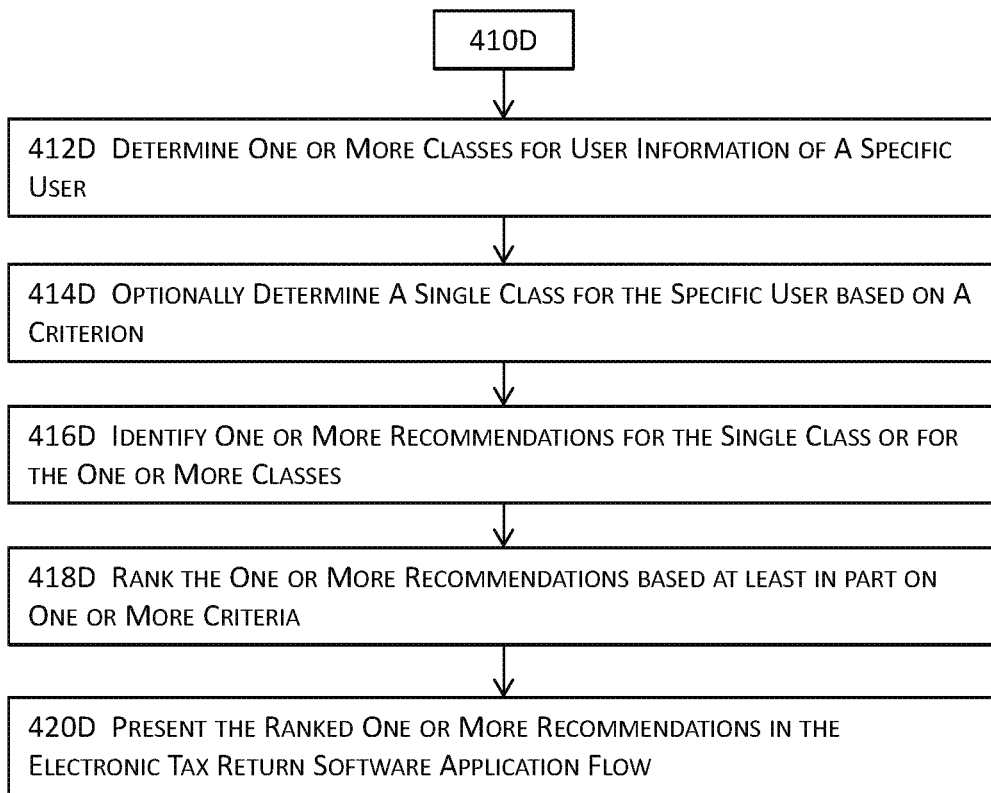 410D
412D DETERMINE ONE OR MORE CLASSES FOR USER INFORMATION OF A SPECIFIC
USER
414D OPTIONALLY DETERMINE A SINGLE CLASS FOR THE SPECIFIC USER BASED ON A
CRITERION
416D IDENTIFY ONE OR MORE RECOMMENDATIONS FOR THE SINGLE CLASS OR FOR
THE ONE OR MORE CLASSES
418D RANK THE ONE OR MORE RECOMMENDATIONS BASED AT LEAST IN PART ON
ONE OR MORE CRITERIA
420D PRESENT THE RANKED ONE OR MORE RECOMMENDATIONS IN THE
ELECTRONIC TAX RETURN SOFTWARE APPLICATION FLOW